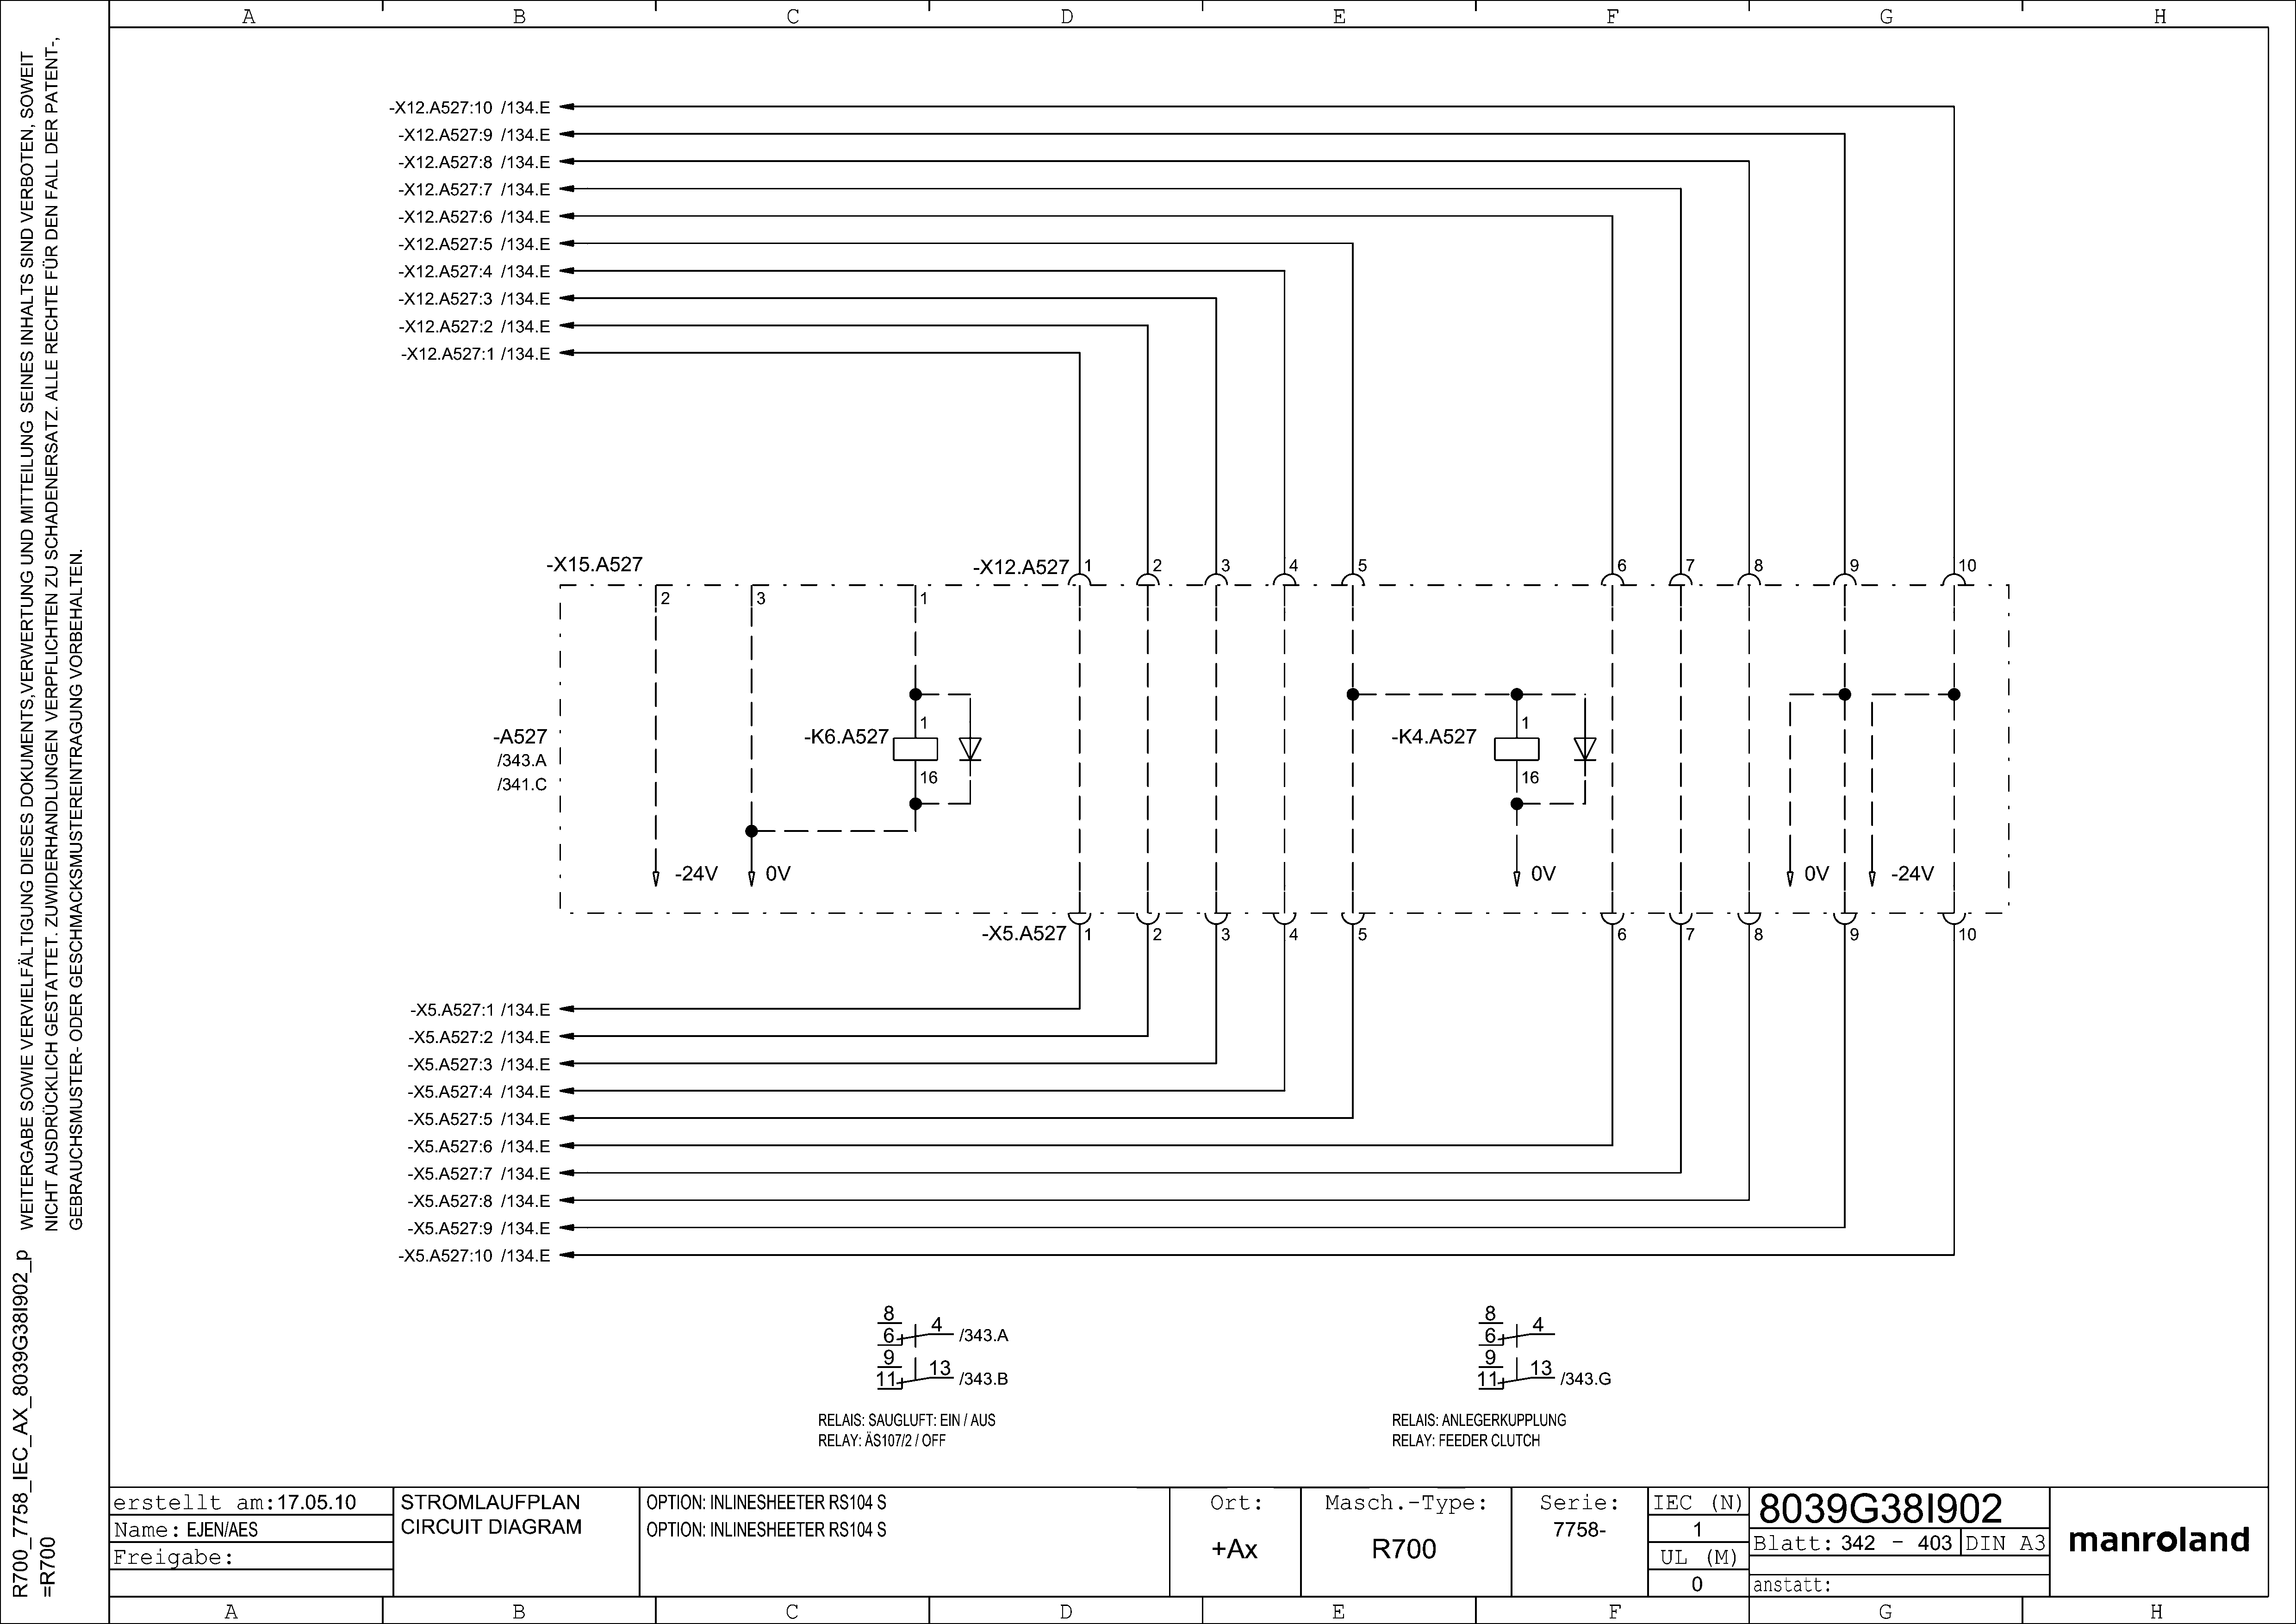 A B C D E F G H
WEITERGABE SOWIE VERVIELFÄLTIGUNG DIESES DOKUMENTS,VERWERTUNG UND MITTEILUNG SEINES INHALTS SIND VERBOTEN, SOWEIT
NICHT AUSDRÜCKLICH GESTATTET. ZUWIDERHANDLUNGEN VERPFLICHTEN ZU SCHADENERSATZ. ALLE RECHTE FÜR DEN FALL DER PATENT-,
GEBRAUCHSMUSTER- ODER GESCHMACKSMUSTEREINTRAGUNG VORBEHALTEN.
R700_7758_IEC_AX_8039G38I902_p
=R700
-X12.A527:10 /134.E
-X12.A527:9 /134.E
-X12.A527:8 /134.E
-X12.A527:7 /134.E
-X12.A527:6 /134.E
-X12.A527:5 /134.E
-X12.A527:4 /134.E
-X12.A527:3 /134.E
-X12.A527:2 /134.E
-X12.A527:1 /134.E
-X15.A527 -X12.A527 1 2 3 4 5 6 7 8 9 10
2 3 1
1 1
-A527 -K6.A527 -K4.A527
/343.A
16 16
/341.C
-24V 0V 0V 0V -24V
-X5.A527 1 2 3 4 5 6 7 8 9 10
-X5.A527:1 /134.E
-X5.A527:2 /134.E
-X5.A527:3 /134.E
-X5.A527:4 /134.E
-X5.A527:5 /134.E
-X5.A527:6 /134.E
-X5.A527:7 /134.E
-X5.A527:8 /134.E
-X5.A527:9 /134.E
-X5.A527:10 /134.E
8 8
6 4 /343.A 6 4
9 9
11 13 /343.B 11 13 /343.G
RELAIS: SAUGLUFT: EIN / AUS
RELAY: ÄS107/2 / OFF
RELAIS: ANLEGERKUPPLUNG
RELAY: FEEDER CLUTCH
erstellt am:17.05.10
Name: EJEN/AES
Freigabe:
STROMLAUFPLAN
CIRCUIT DIAGRAM
OPTION: INLINESHEETER RS104 S
OPTION: INLINESHEETER RS104 S
Ort:
+Ax
Masch.-Type:
R700
Serie:
7758-
IEC (N)
1
UL (M)
0
8039G38I902
Blatt: 342 - 403 DIN A3
anstatt:
manroland
A B C D E F G H